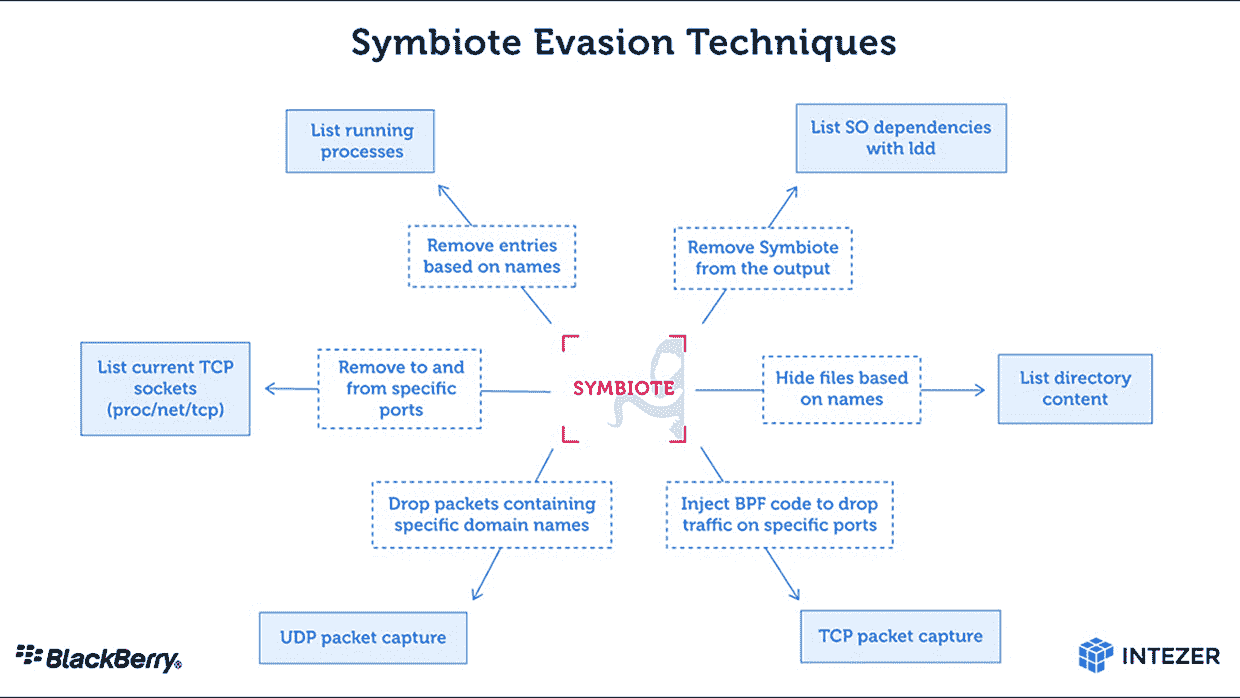 Symbiote Evasion Techniques
List running
processes
List SO dependencies
with ldd
Remove entries
based on names
Remove Symbiote
from the output
List current TCP
sockets
(proc/net/tcp)
Remove to and
from specific
ports
SYMBIOTE
Hide files based
on names
List directory
content
Drop packets containing
specific domain names
Inject BPF code to drop
traffic on specific ports
UDP packet capture
TCP packet capture
BlackBerry®
INTEZER